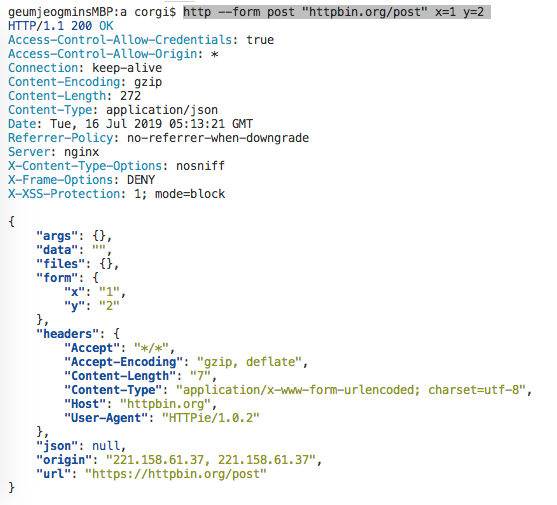 geumjeogminsMBP:a corgi$ http --form post "httpbin.org/post" x=1 y=2
HTTP/1.1 200 OK
Access-Control-Allow-Credentials: true
Access-Control-Allow-Origin: *
Connection: keep-alive
Content-Encoding: gzip
Content-Length: 272
Content-Type: application/json
Date: Tue, 16 Jul 2019 05:13:21 GMT
Referrer-Policy: no-referrer-when-downgrade
Server: nginx
X-Content-Type-Options: nosniff
X-Frame-Options: DENY
X-XSS-Protection: 1; mode=block

{
    "args": {},
    "data": "",
    "files": {},
    "form": {
        "x": "1",
        "y": "2"
    },
    "headers": {
        "Accept": "*/*",
        "Accept-Encoding": "gzip, deflate",
        "Content-Length": "7",
        "Content-Type": "application/x-www-form-urlencoded; charset=utf-8",
        "Host": "httpbin.org",
        "User-Agent": "HTTPie/1.0.2"
    },
    "json": null,
    "origin": "221.158.61.37, 221.158.61.37",
    "url": "https://httpbin.org/post"
}